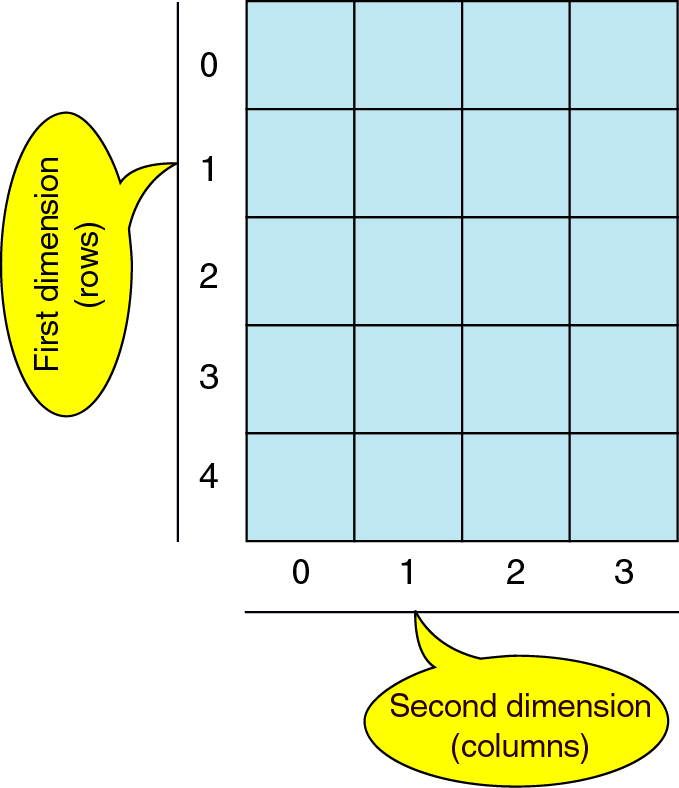 0
1
2
3
4
First dimension
(rows)
0 1 2 3
Second dimension
(columns)